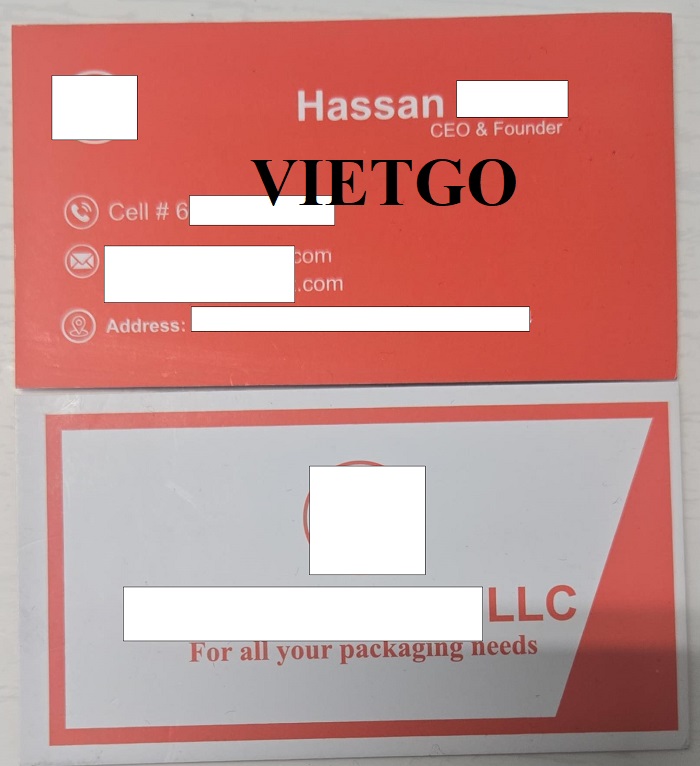 Hassan
CEO & Founder
VIETGO
Cell # 6
.com
.com
Address:
LLC
For all your packaging needs